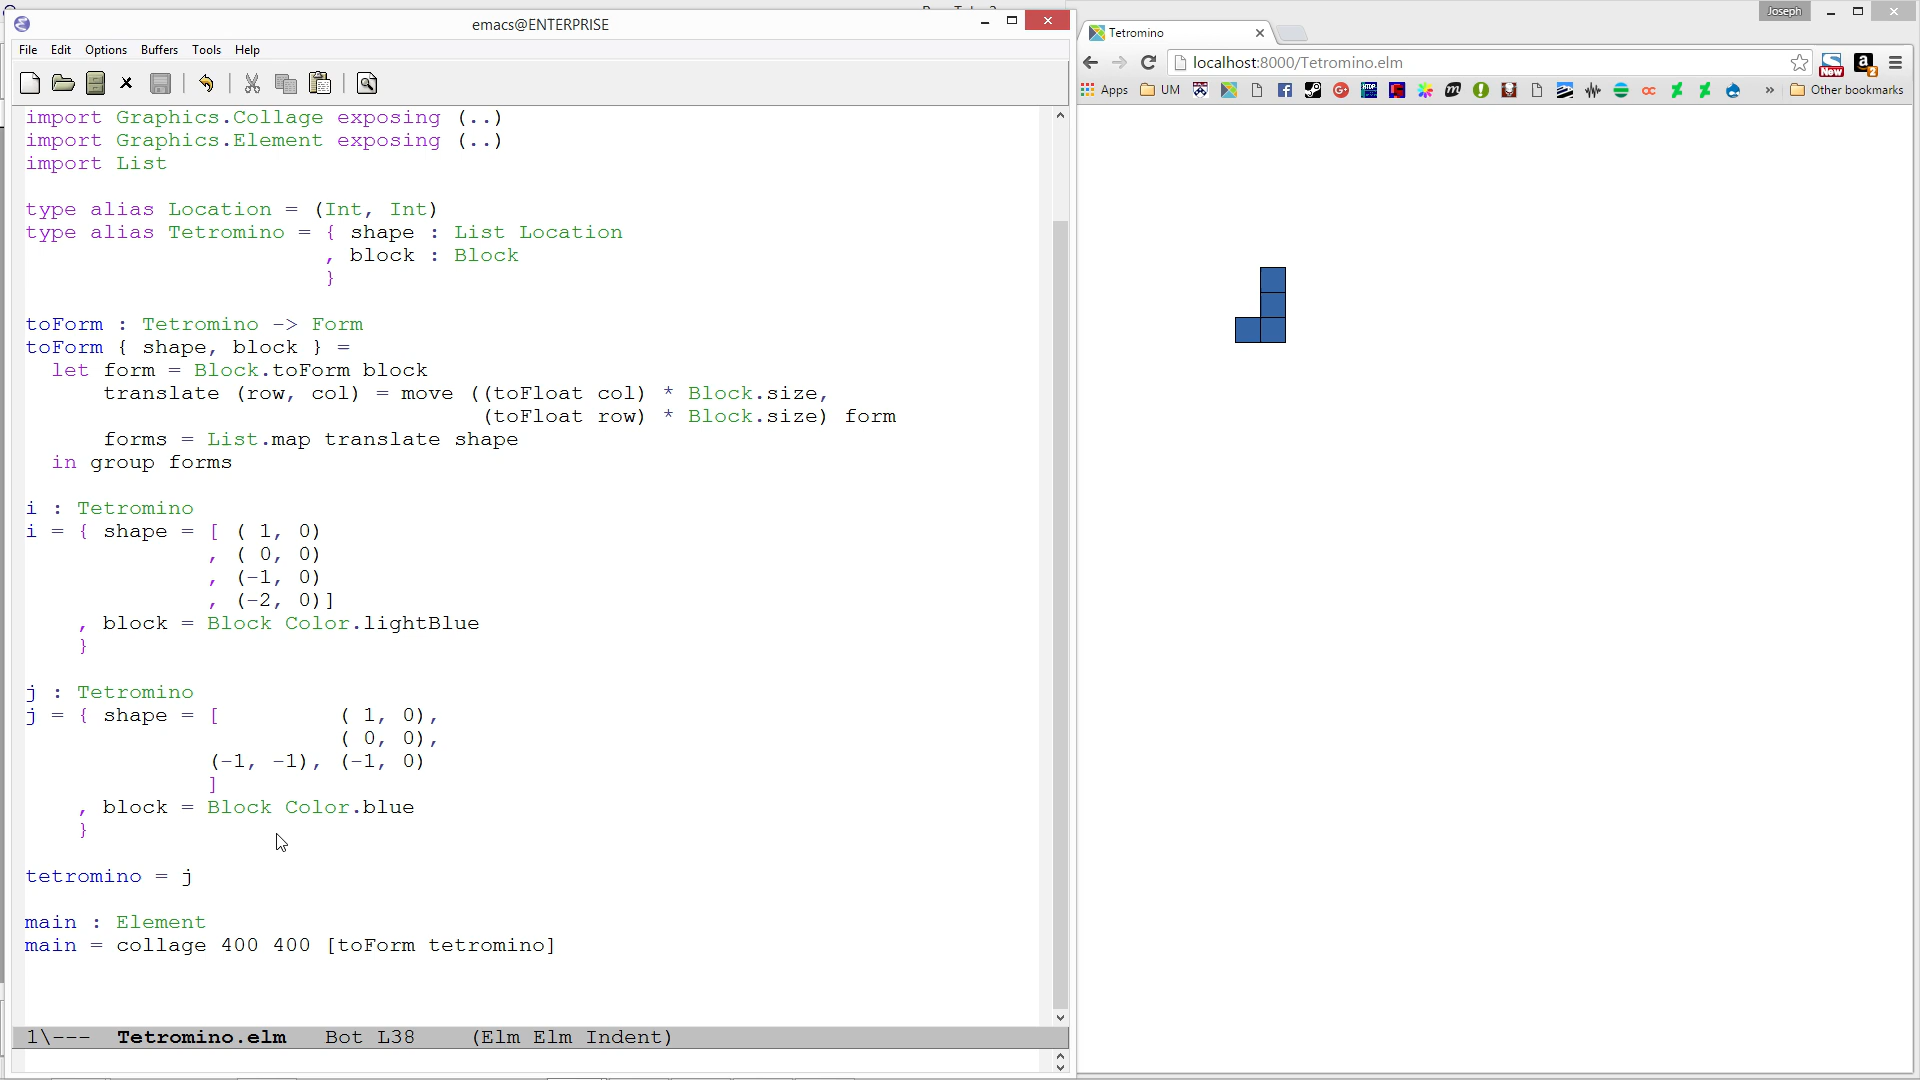 emacs@ENTERPRISE
File Edit Options Buffers Tools Help
import Graphics.Collage exposing (..)
import Graphics.Element exposing (..)
import List
type alias Location = (Int, Int)
type alias Tetromino = { shape : List Location
, block : Block
}
toForm : Tetromino -> Form
toForm { shape, block } =
let form = Block.toForm block
translate (row, col) = move ((toFloat col) * Block.size,
(toFloat row) * Block.size) form
forms = List.map translate shape
in group forms
i : Tetromino
i = { shape = [ ( 1, 0)
, ( 0, 0)
, (-1, 0)
, (-2, 0)]
, block = Block Color.lightBlue
}
j : Tetromino
j = { shape = [ ( 1, 0),
( 0, 0),
(-1, -1), (-1, 0)
]
, block = Block Color.blue
}
tetromino = j
main : Element
main = collage 400 400 [toForm tetromino]
1\--- Tetromino.elm Bot L38 (Elm Elm Indent)
Joseph
Tetromino
localhost:8000/Tetromino.elm
New
2
Apps UM » Other bookmarks